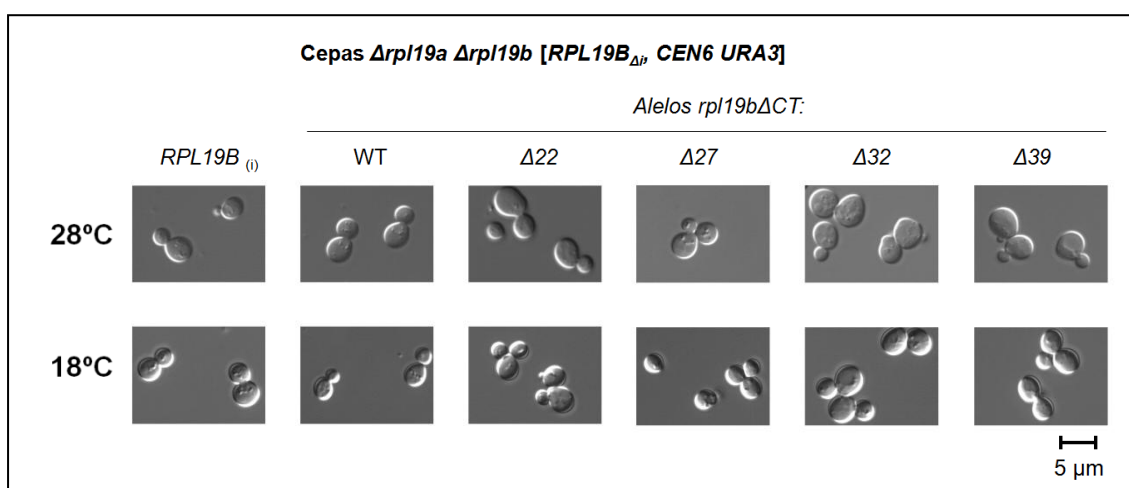 Cepas Δrpl19a Δrpl19b [RPL19BΔi, CEN6 URA3]
Alelos rpl19bΔCT:
RPL19B (i) WT Δ22 Δ27 Δ32 Δ39
28ºC
18ºC
5 µm